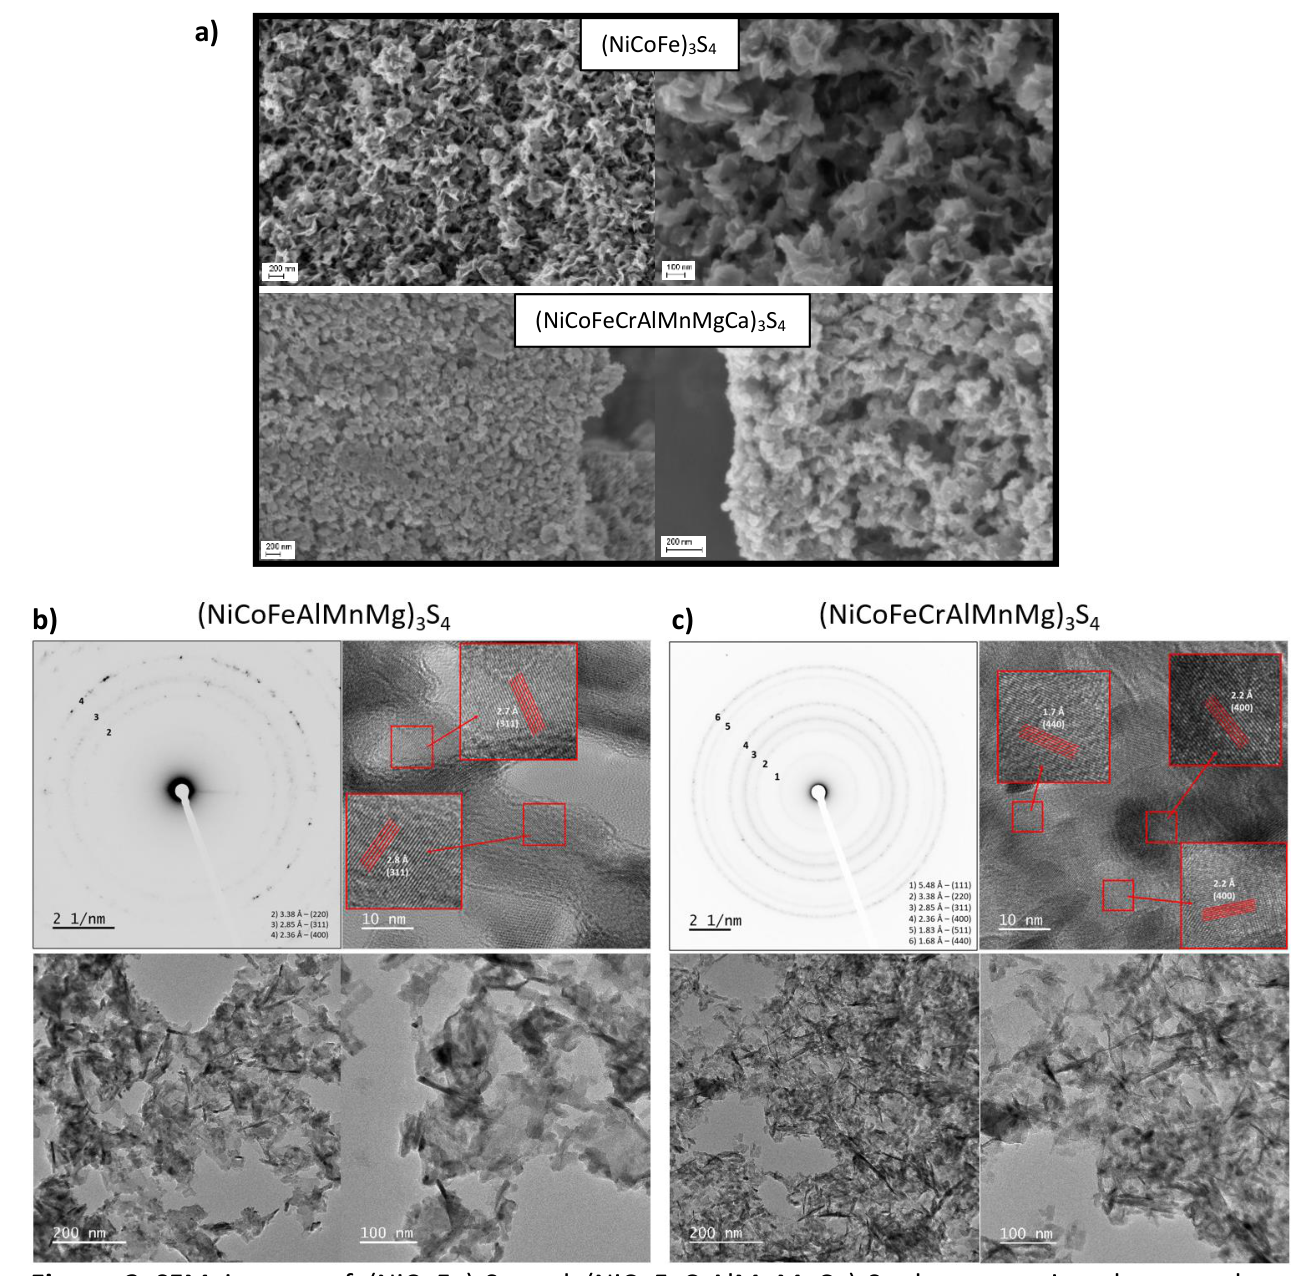 a)
(NiCoFe)₃S₄
200 nm
100 nm
(NiCoFeCrAlMnMgCa)₃S₄
200 nm
200 nm
b)
(NiCoFeAlMnMg)₃S₄
4
3
2
2 1/nm
2) 3.38 Å – (220)
3) 2.85 Å – (311)
4) 2.36 Å – (400)
2.7 Å
(311)
2.8 Å
(311)
10 nm
200 nm
100 nm
c)
(NiCoFeCrAlMnMg)₃S₄
6
5
4
3
2
1
2 1/nm
1) 5.48 Å – (111)
2) 3.38 Å – (220)
3) 2.85 Å – (311)
4) 2.36 Å – (400)
5) 1.83 Å – (511)
6) 1.68 Å – (440)
1.7 Å
(440)
2.2 Å
(400)
2.2 Å
(400)
10 nm
200 nm
100 nm